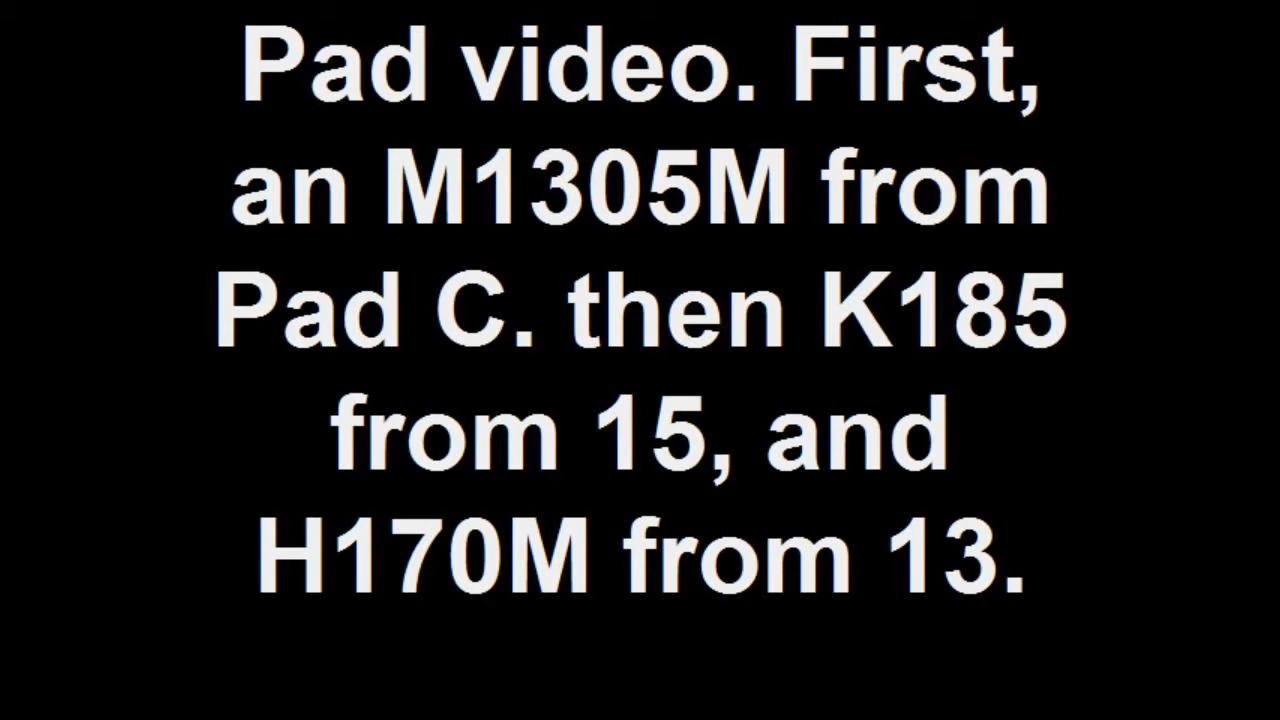 Pad video. First,
an M1305M from
Pad C. then K185
from 15, and
H170M from 13.